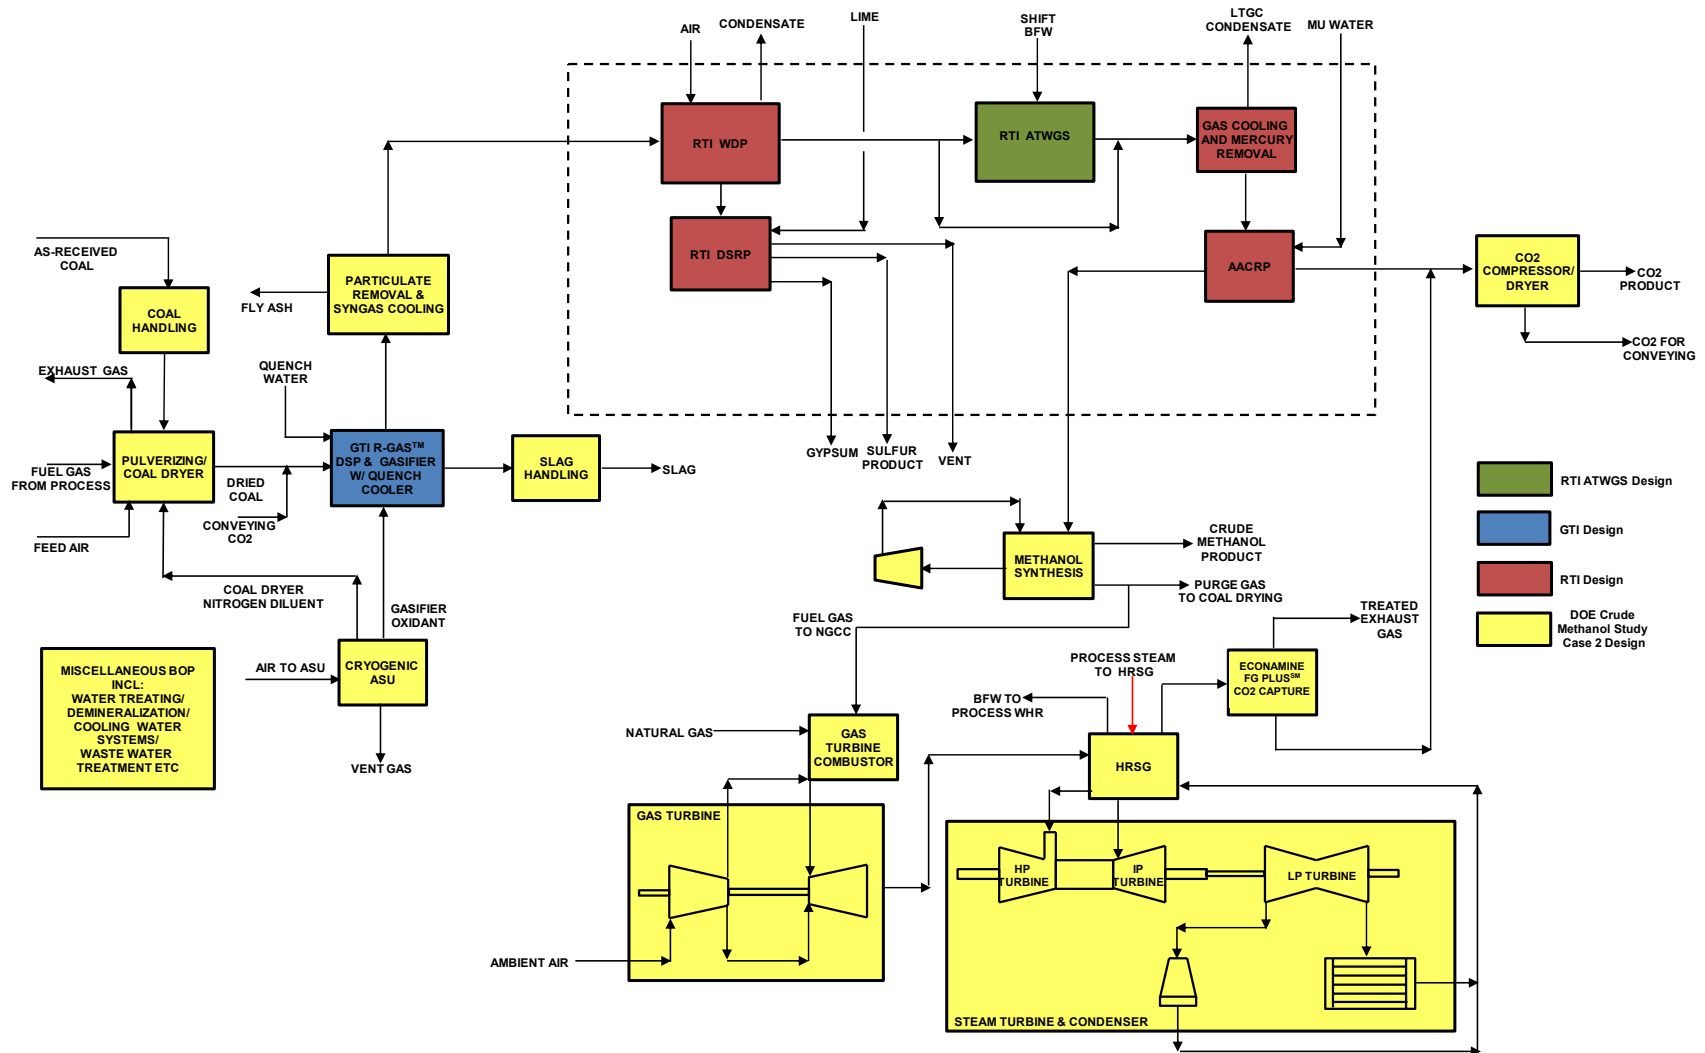 AIR
CONDENSATE
LIME
SHIFT
BFW
LTGC
CONDENSATE
MU WATER
RTI WDP
RTI ATWGS
GAS COOLING
AND MERCURY
REMOVAL
RTI DSRP
AACRP
CO2
COMPRESSOR/
DRYER
CO2
PRODUCT
CO2 FOR
CONVEYING
AS-RECEIVED
COAL
COAL
HANDLING
PARTICULATE
REMOVAL &
SYNGAS COOLING
FLY ASH
EXHAUST GAS
QUENCH
WATER
PULVERIZING/
COAL DRYER
FUEL GAS
FROM PROCESS
DRIED
COAL
GTI R-GAS™
DSP & GASIFIER
W/ QUENCH
COOLER
SLAG
HANDLING
SLAG
GYPSUM
SULFUR
PRODUCT
VENT
CONVEYING
CO2
FEED AIR
COAL DRYER
NITROGEN DILUENT
GASIFIER
OXIDANT
RTI ATWGS Design
GTI Design
RTI Design
DOE Crude
Methanol Study
Case 2 Design
METHANOL
SYNTHESIS
CRUDE
METHANOL
PRODUCT
PURGE GAS
TO COAL DRYING
FUEL GAS
TO NGCC
TREATED
EXHAUST
GAS
MISCELLANEOUS BOP
INCL:
WATER TREATING/
DEMINERALIZATION/
COOLING WATER
SYSTEMS/
WASTE WATER
TREATMENT ETC
AIR TO ASU
CRYOGENIC
ASU
VENT GAS
PROCESS STEAM
TO HRSG
BFW TO
PROCESS WHR
ECONAMINE
FG PLUS℠
CO2 CAPTURE
NATURAL GAS
GAS
TURBINE
COMBUSTOR
HRSG
GAS TURBINE
AMBIENT AIR
HP
TURBINE
IP
TURBINE
LP TURBINE
STEAM TURBINE & CONDENSER